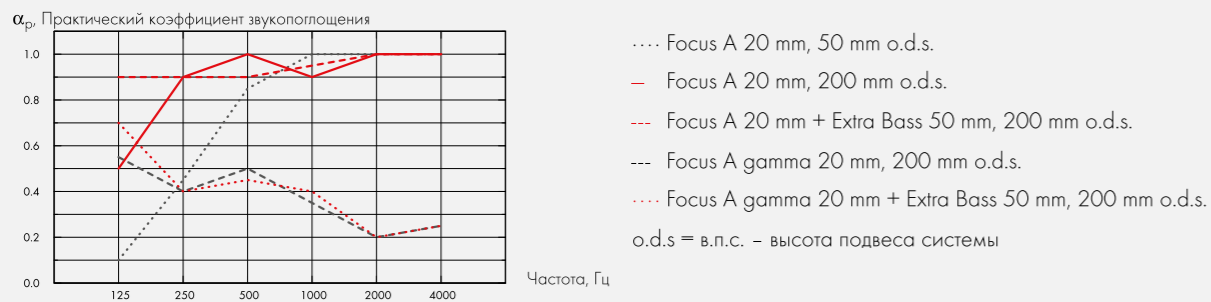 αp, Практический коэффициент звукопоглощения
1.0
0.8
0.6
0.4
0.2
0.0
125 250 500 1000 2000 4000
Частота, Гц
Focus A 20 mm, 50 mm o.d.s.
Focus A 20 mm, 200 mm o.d.s.
Focus A 20 mm + Extra Bass 50 mm, 200 mm o.d.s.
Focus A gamma 20 mm, 200 mm o.d.s.
Focus A gamma 20 mm + Extra Bass 50 mm, 200 mm o.d.s.
o.d.s = в.п.с. – высота подвеса системы